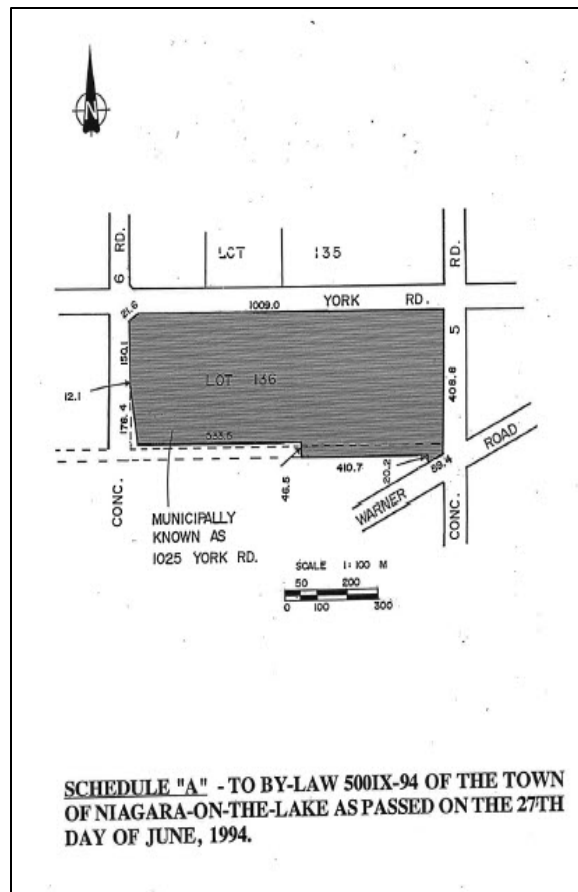 N
6 RD.
LOT 135
RD.
21.6
1009.0 YORK RD.
5
150.1
LOT 136
408.8
12.1
176.4
533.5
ROAD
410.7
20.2
59.4
46.5
WARNER
CONC.
CONC.
MUNICIPALLY
KNOWN AS
1025 YORK RD.
SCALE 1:100 M
50 200
0 100 300
SCHEDULE "A" - TO BY-LAW 500IX-94 OF THE TOWN
OF NIAGARA-ON-THE-LAKE AS PASSED ON THE 27TH
DAY OF JUNE, 1994.